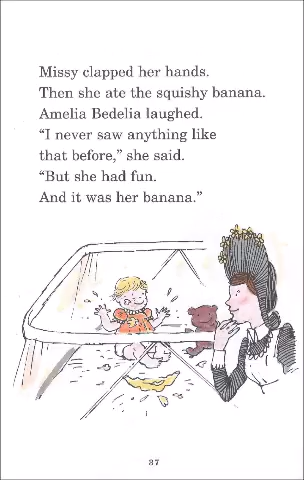 Missy clapped her hands.
Then she ate the squishy banana.
Amelia Bedelia laughed.
“I never saw anything like
that before,” she said.
“But she had fun.
And it was her banana.”
37